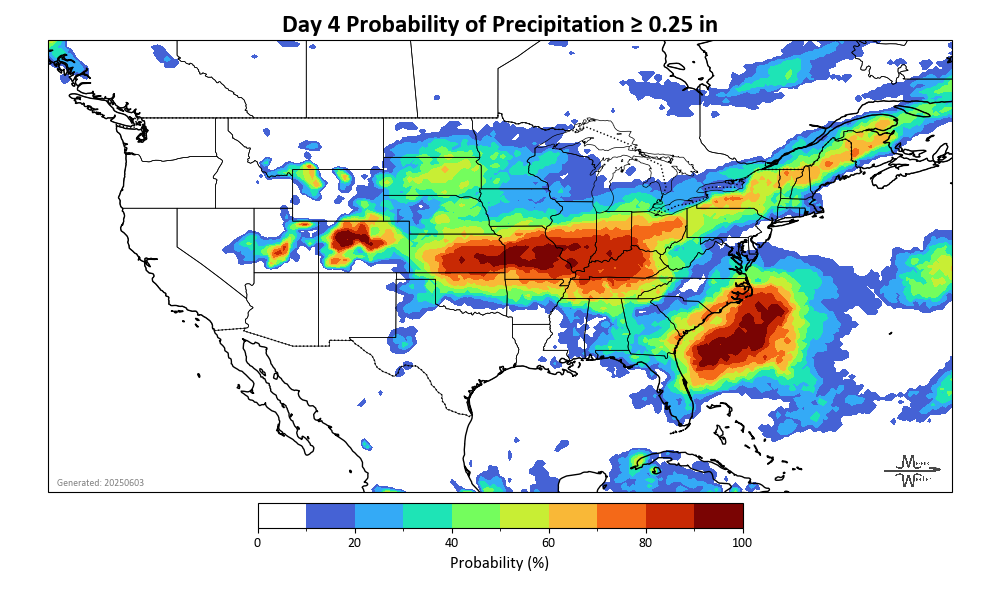 Day 4 Probability of Precipitation ≥ 0.25 in
Generated: 20250603
0 20 40 60 80 100
Probability (%)